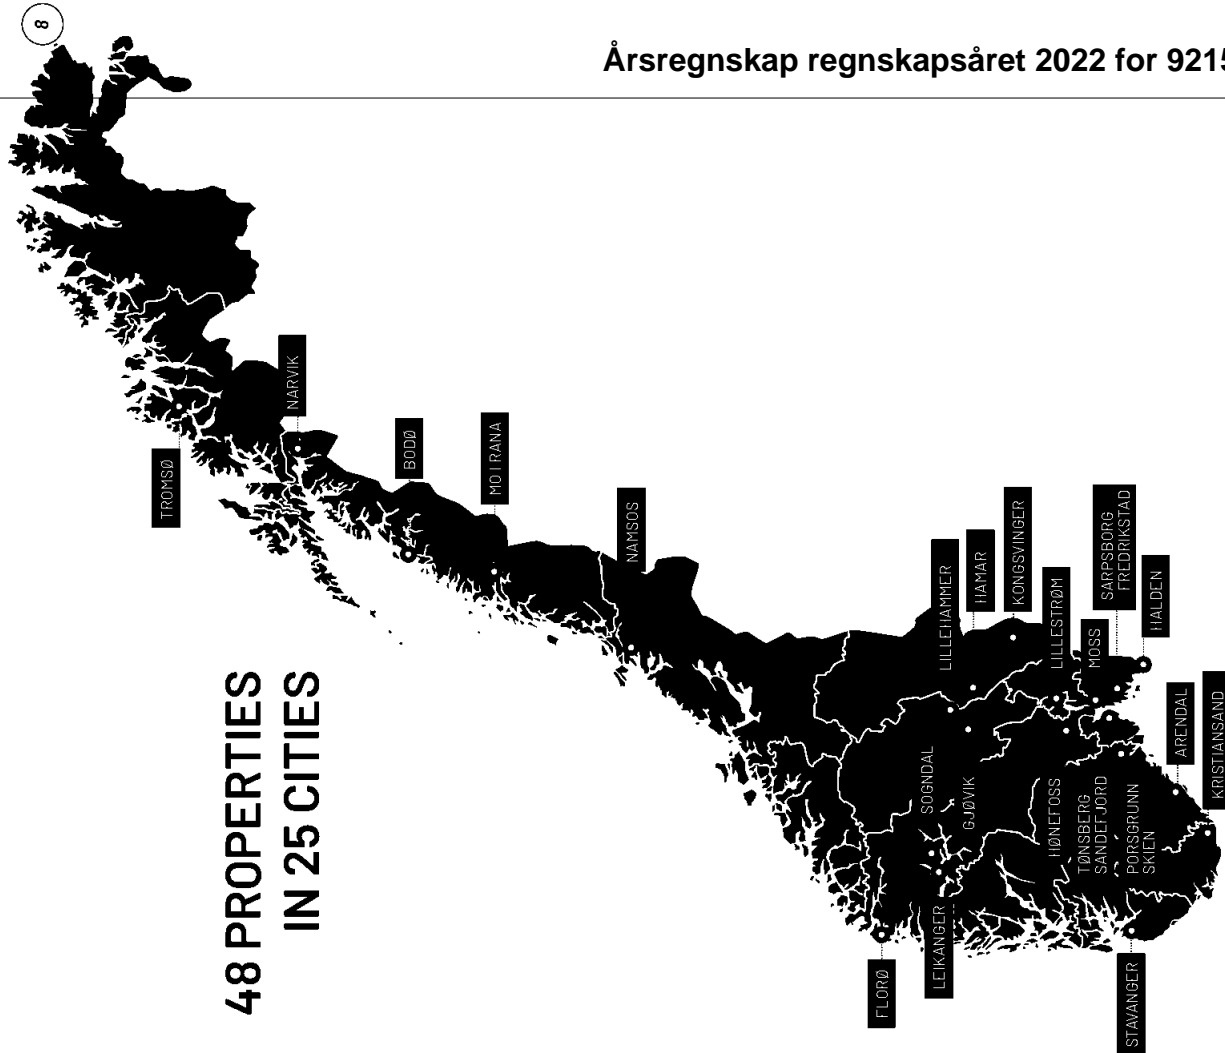 Årsregnskap regnskapsåret 2022 for 9215
8
48 PROPERTIES
IN 25 CITIES
TROMSØ
NARVIK
BODØ
MO I RANA
NAMSOS
LILLEHAMMER
HAMAR
KONGSVINGER
LILLESTRØM
MOSS
SARPSBORG
FREDRIKSTAD
HALDEN
ARENDAL
KRISTIANSAND
SOGNDAL
GJØVIK
HØNEFOSS
TØNSBERG
SANDEFJORD
PORSGRUNN
SKIEN
FLORØ
LEIKANGER
STAVANGER